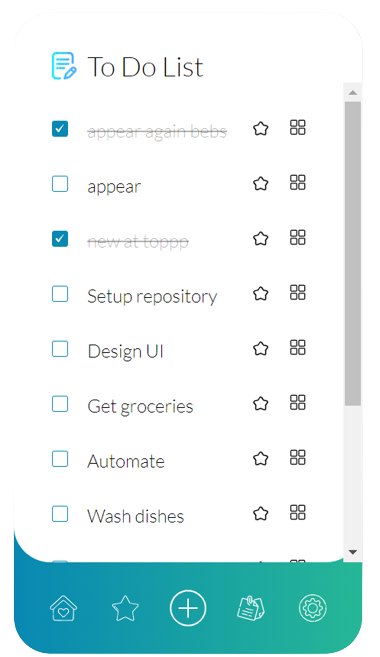 To Do List
appear again bebs
appear
new at toppp
Setup repository
Design UI
Get groceries
Automate
Wash dishes